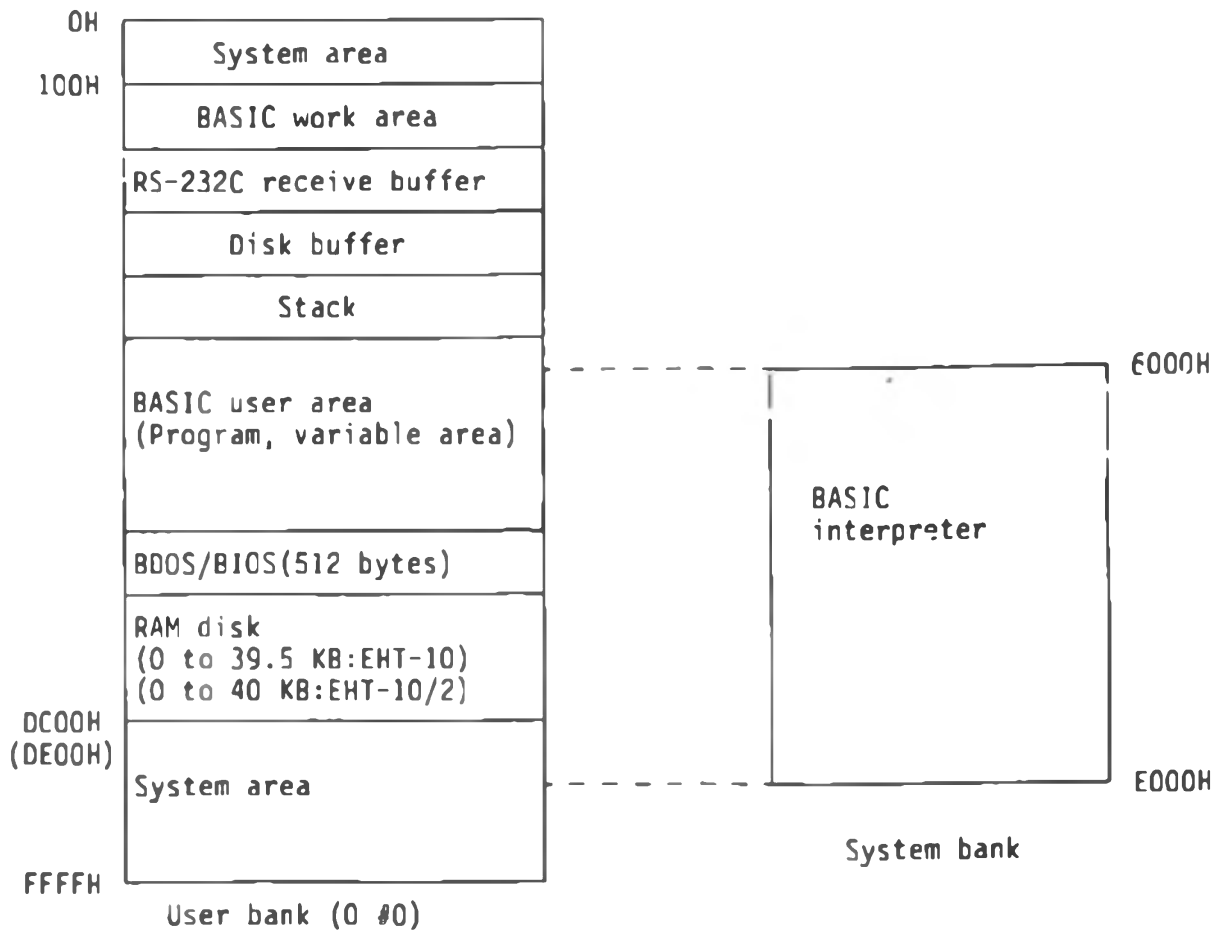 0H
System area
100H
BASIC work area
RS-232C receive buffer
Disk buffer
Stack
BASIC user area
(Program, variable area)
BDOS/BIOS(512 bytes)
RAM disk
(0 to 39.5 KB:EHT-10)
(0 to 40 KB:EHT-10/2)
DC00H
(DE00H)
System area
FFFFH
User bank (0 #0)
6000H
BASIC
interpreter
E000H
System bank